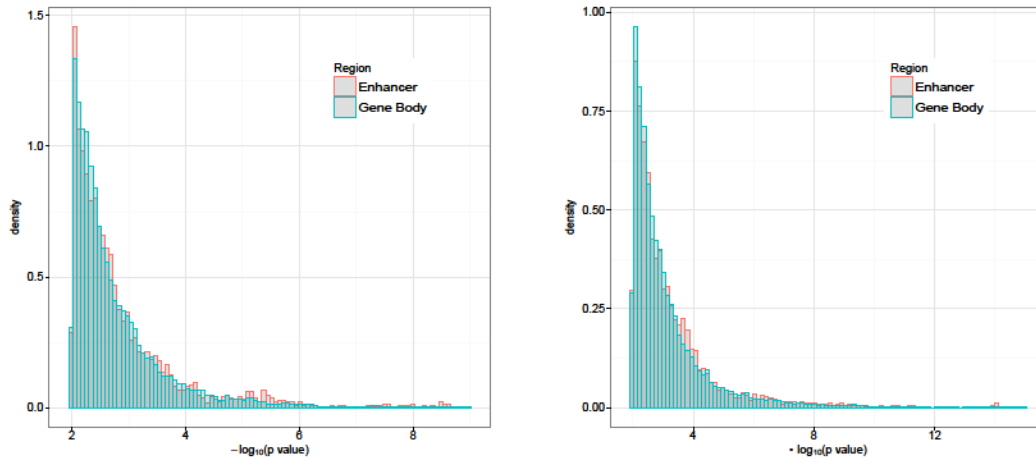 1.5
1.0
0.5
0.0
density
2
4
6
8
−log10(p value)
Region
Enhancer
Gene Body
1.00
0.75
0.50
0.25
0.00
density
4
8
12
- log10(p value)
Region
Enhancer
Gene Body